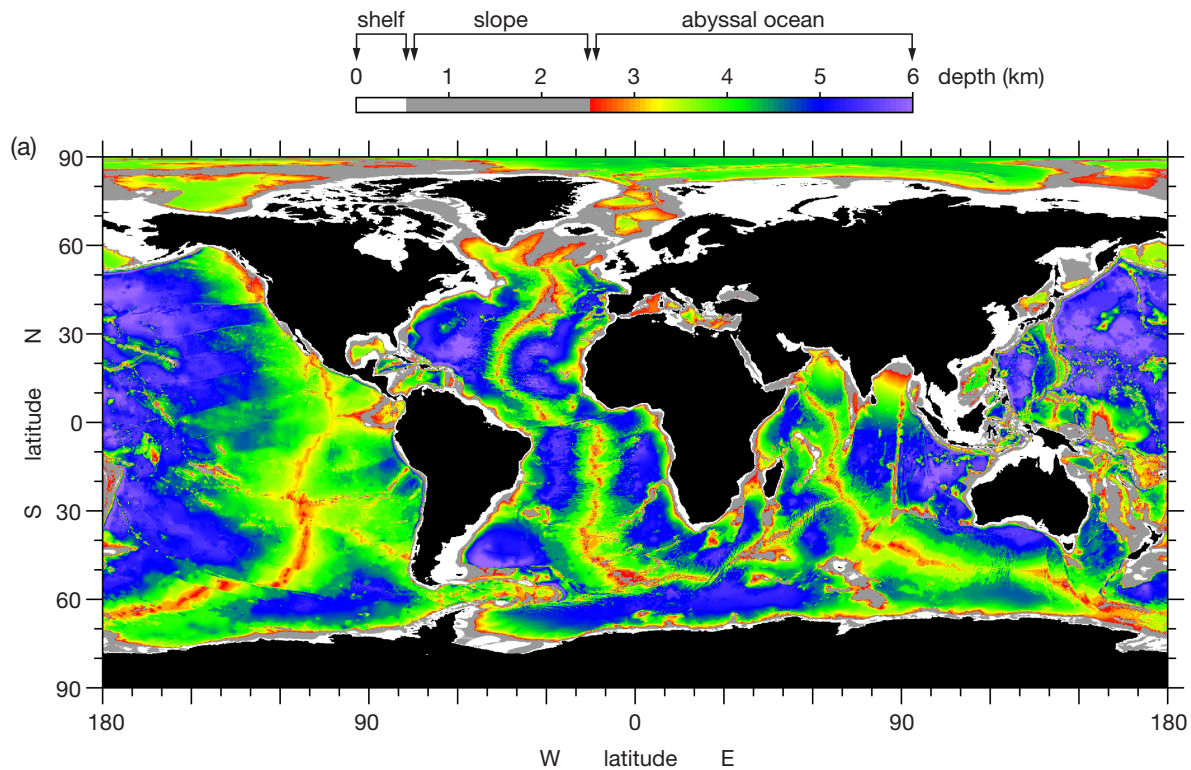 shelf slope abyssal ocean
0 1 2 3 4 5 6 depth (km)
(a)
90
60
30
0
30
60
90
latitude
N
S
180 90 0 90 180
W latitude E